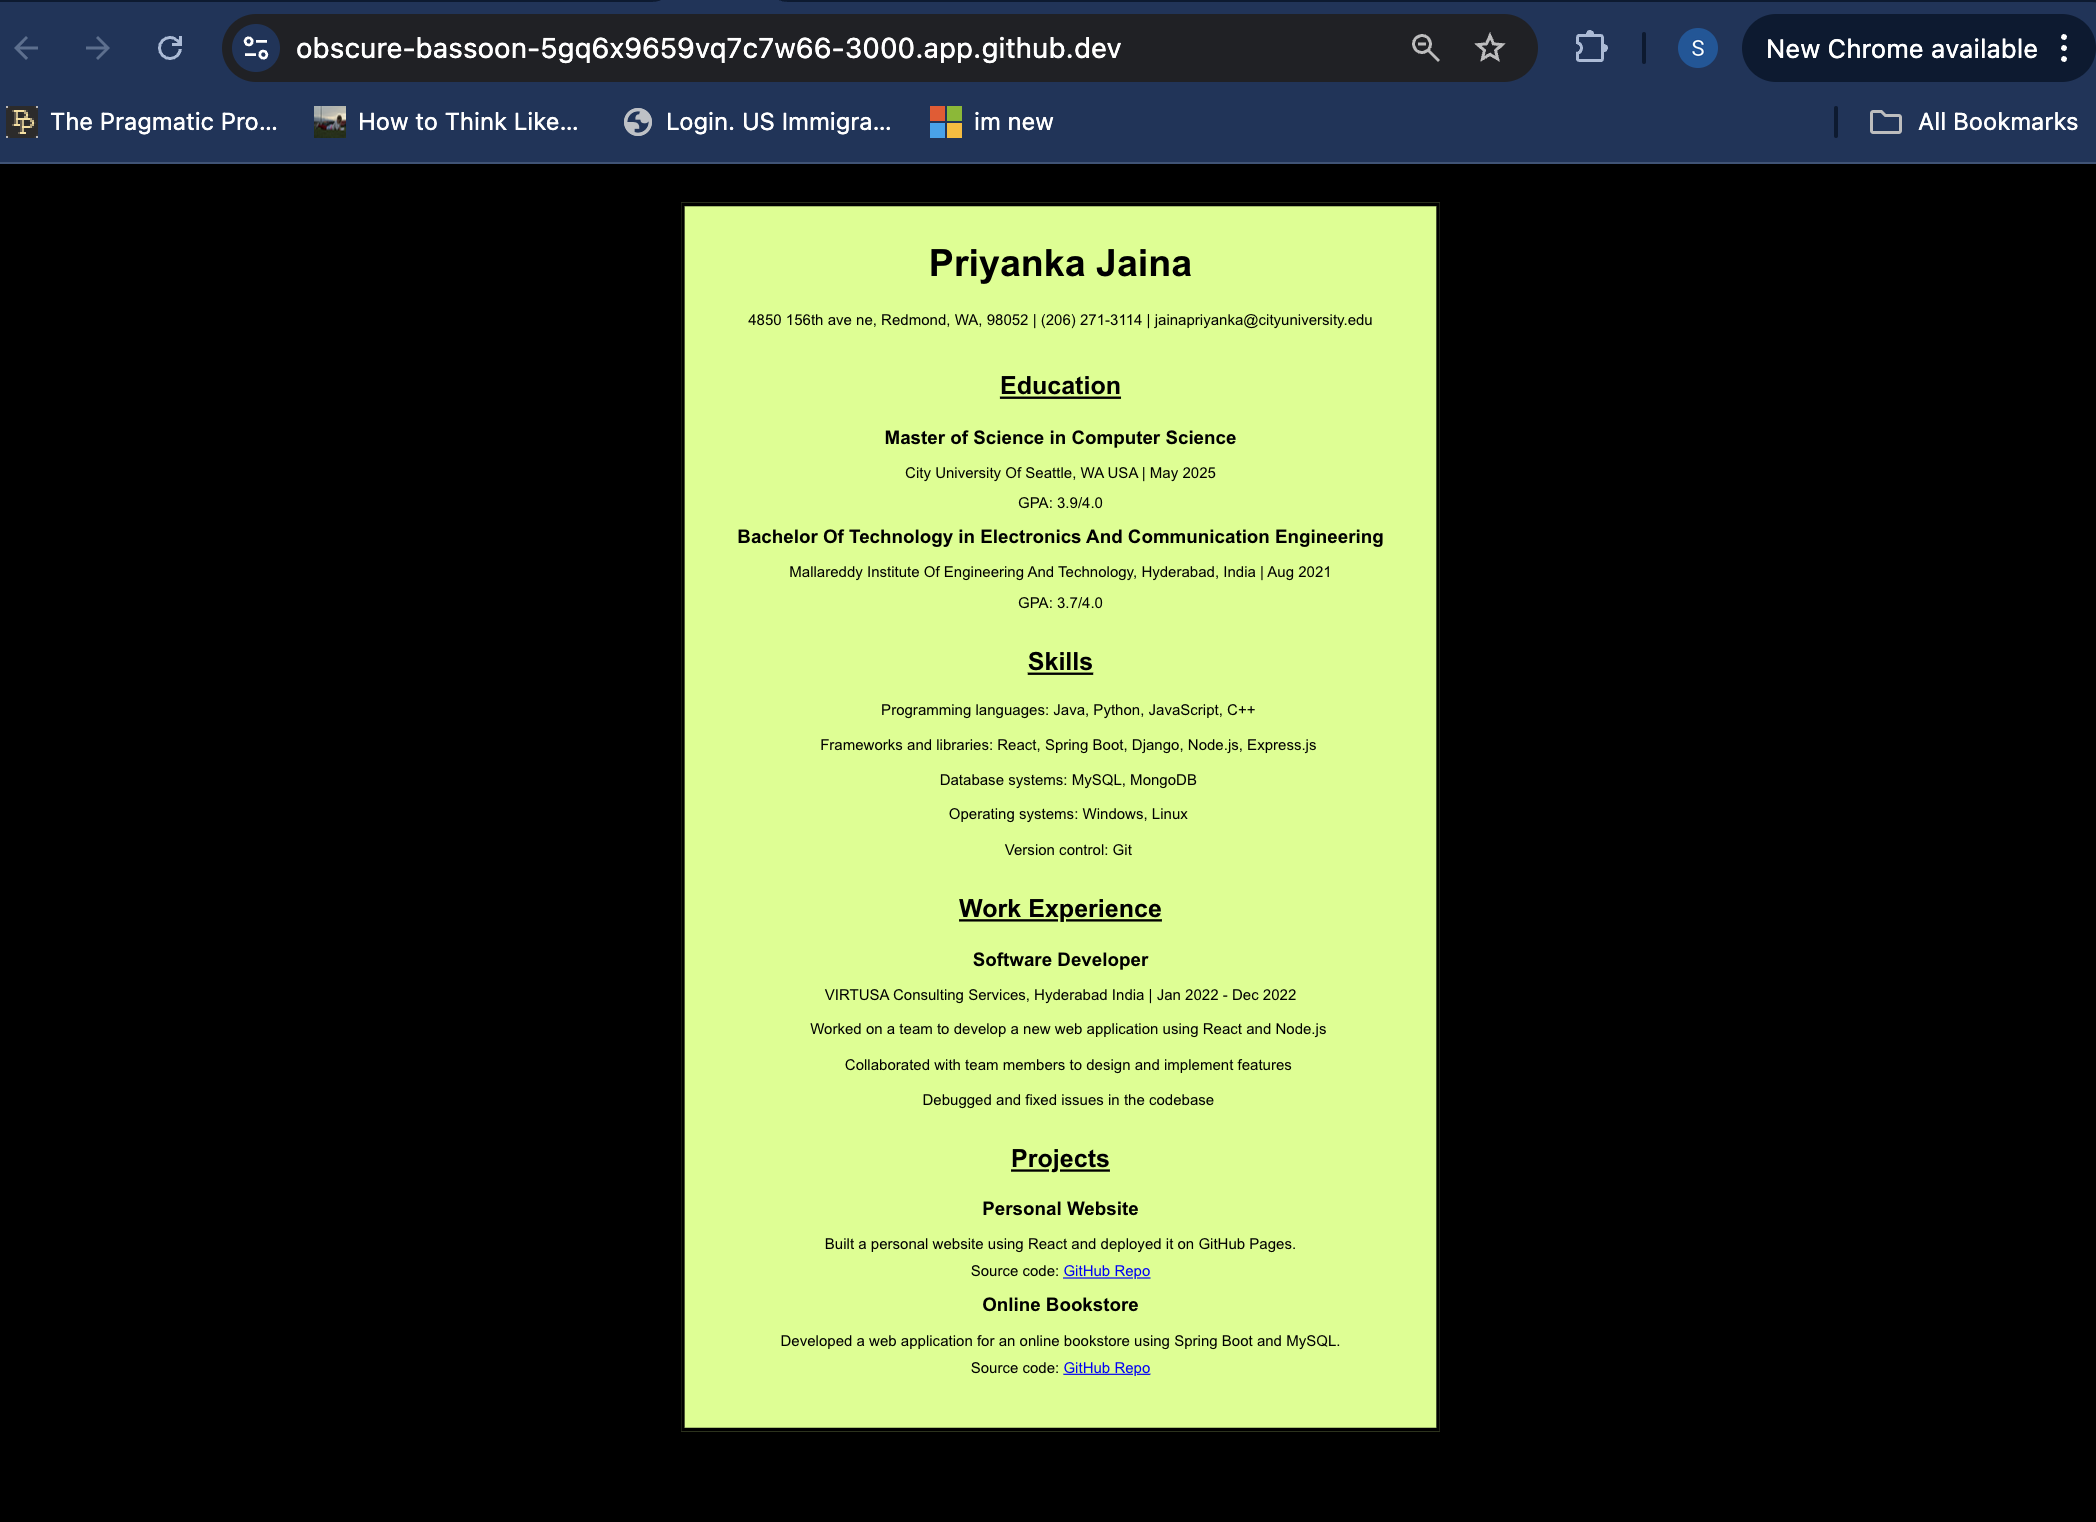 obscure-bassoon-5gq6x9659vq7c7w66-3000.app.github.dev
S
New Chrome available
The Pragmatic Pro...
How to Think Like...
Login. US Immigra...
im new
All Bookmarks
Priyanka Jaina
4850 156th ave ne, Redmond, WA, 98052 | (206) 271-3114 | jainapriyanka@cityuniversity.edu
Education
Master of Science in Computer Science
City University Of Seattle, WA USA | May 2025
GPA: 3.9/4.0
Bachelor Of Technology in Electronics And Communication Engineering
Mallareddy Institute Of Engineering And Technology, Hyderabad, India | Aug 2021
GPA: 3.7/4.0
Skills
Programming languages: Java, Python, JavaScript, C++
Frameworks and libraries: React, Spring Boot, Django, Node.js, Express.js
Database systems: MySQL, MongoDB
Operating systems: Windows, Linux
Version control: Git
Work Experience
Software Developer
VIRTUSA Consulting Services, Hyderabad India | Jan 2022 - Dec 2022
Worked on a team to develop a new web application using React and Node.js
Collaborated with team members to design and implement features
Debugged and fixed issues in the codebase
Projects
Personal Website
Built a personal website using React and deployed it on GitHub Pages.
Source code: GitHub Repo
Online Bookstore
Developed a web application for an online bookstore using Spring Boot and MySQL.
Source code: GitHub Repo